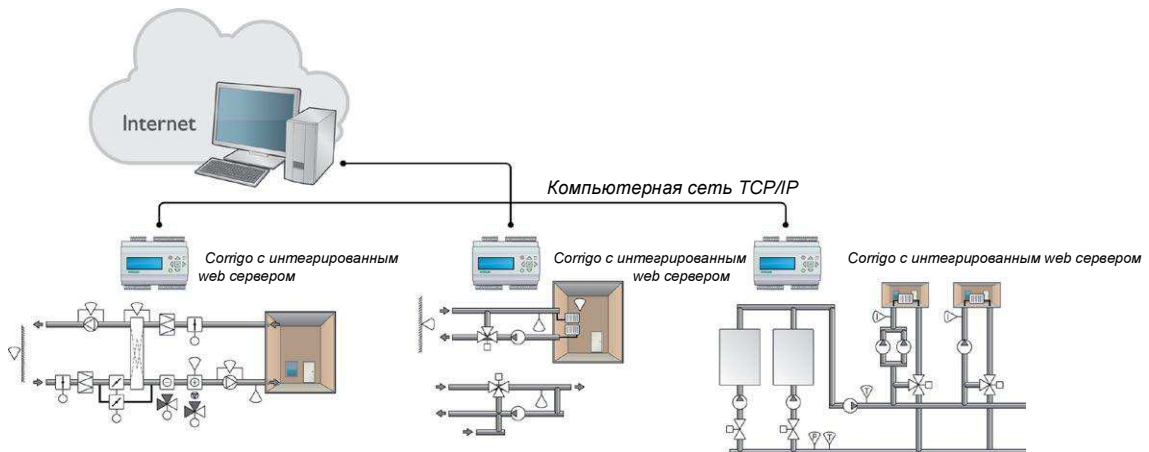 Internet
Компьютерная сеть TCP/IP
Corrigo с интегрированным
web сервером
Corrigo с интегрированным
web сервером
Corrigo с интегрированным web сервером
P
T
T